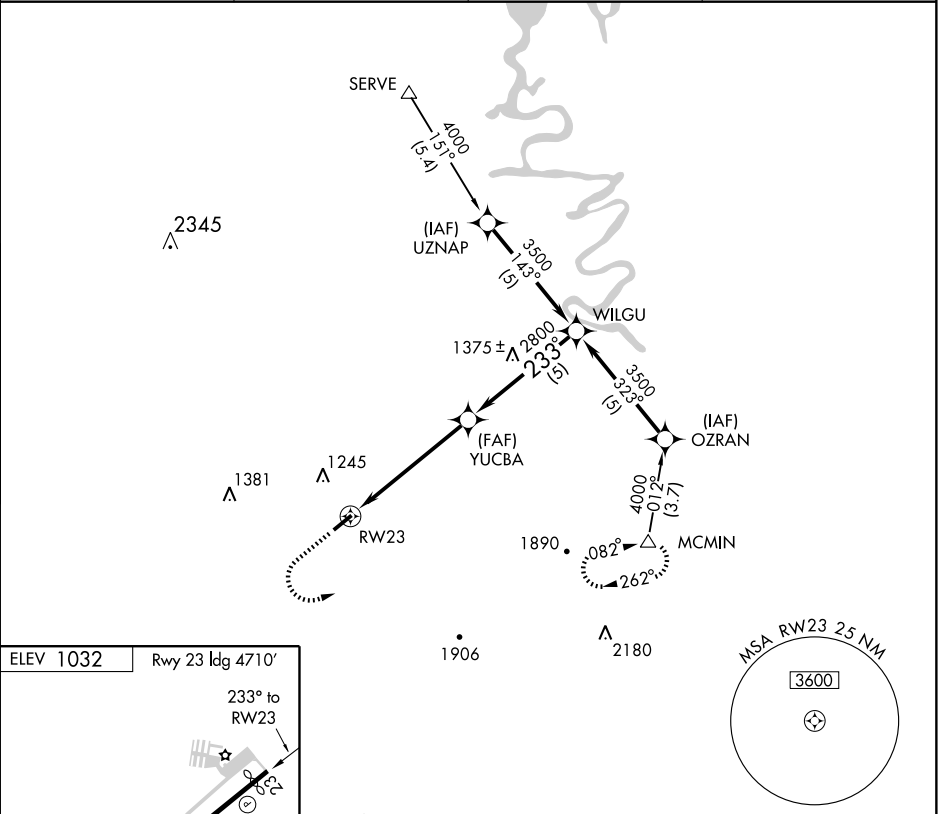 SERVE
4000
151°
(5.4)
2345
(IAF)
UZNAP
3500
143°
(5)
WILGU
1375 ±
2800
233°
(5)
3500
323°
(5)
(IAF)
OZRAN
(FAF)
YUCBA
1381
1245
4000
012°
(3.7)
RW23
1890
082°
MCMIN
262°
1906
2180
MSA RW23 25 NM
3600
ELEV 1032
Rwy 23 ldg 4710'
233° to
RW23
23
P